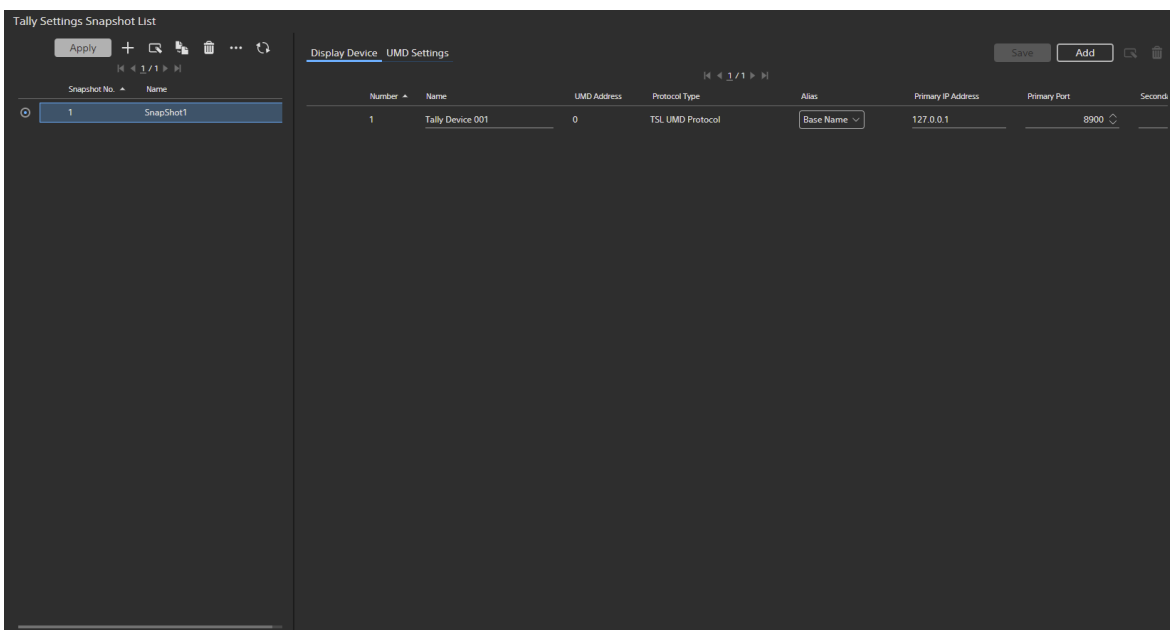 Tally Settings Snapshot List
Apply
1 / 1
Snapshot No. Name
1 SnapShot1
Display Device UMD Settings
Save Add
1 / 1
Number Name UMD Address Protocol Type Alias Primary IP Address Primary Port Seconda
1 Tally Device 001 0 TSL UMD Protocol Base Name 127.0.0.1 8900